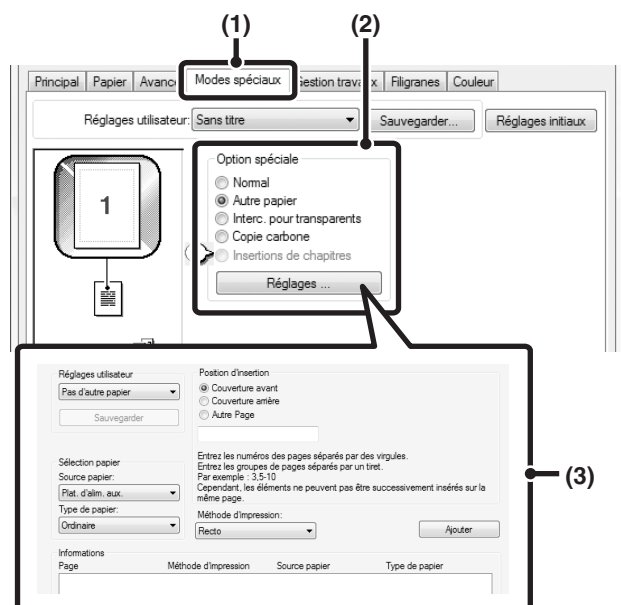 (1) (2)
Principal Papier Avancé Modes spéciaux Gestion travaux Filigranes Couleur
Réglages utilisateur: Sans titre Sauvegarder... Réglages initiaux
Option spéciale
Normal
1
Autre papier
Interc. pour transparents
Copie carbone
Insertions de chapitres
Réglages ...
Réglages utilisateur
Pas d'autre papier
Sauvegarder
Position d'insertion
Couverture avant
Couverture arrière
Autre Page
Entrez les numéros des pages séparés par des virgules.
Entrez les groupes de pages séparés par un tiret.
Par exemple : 3,5-10
Cependant, les éléments ne peuvent pas être successivement insérés sur la
même page.
(3)
Sélection papier
Source papier:
Plat. d'alim. aux.
Type de papier:
Ordinaire
Méthode d'impression:
Recto Ajouter
Informations
Page Méthode d'impression Source papier Type de papier